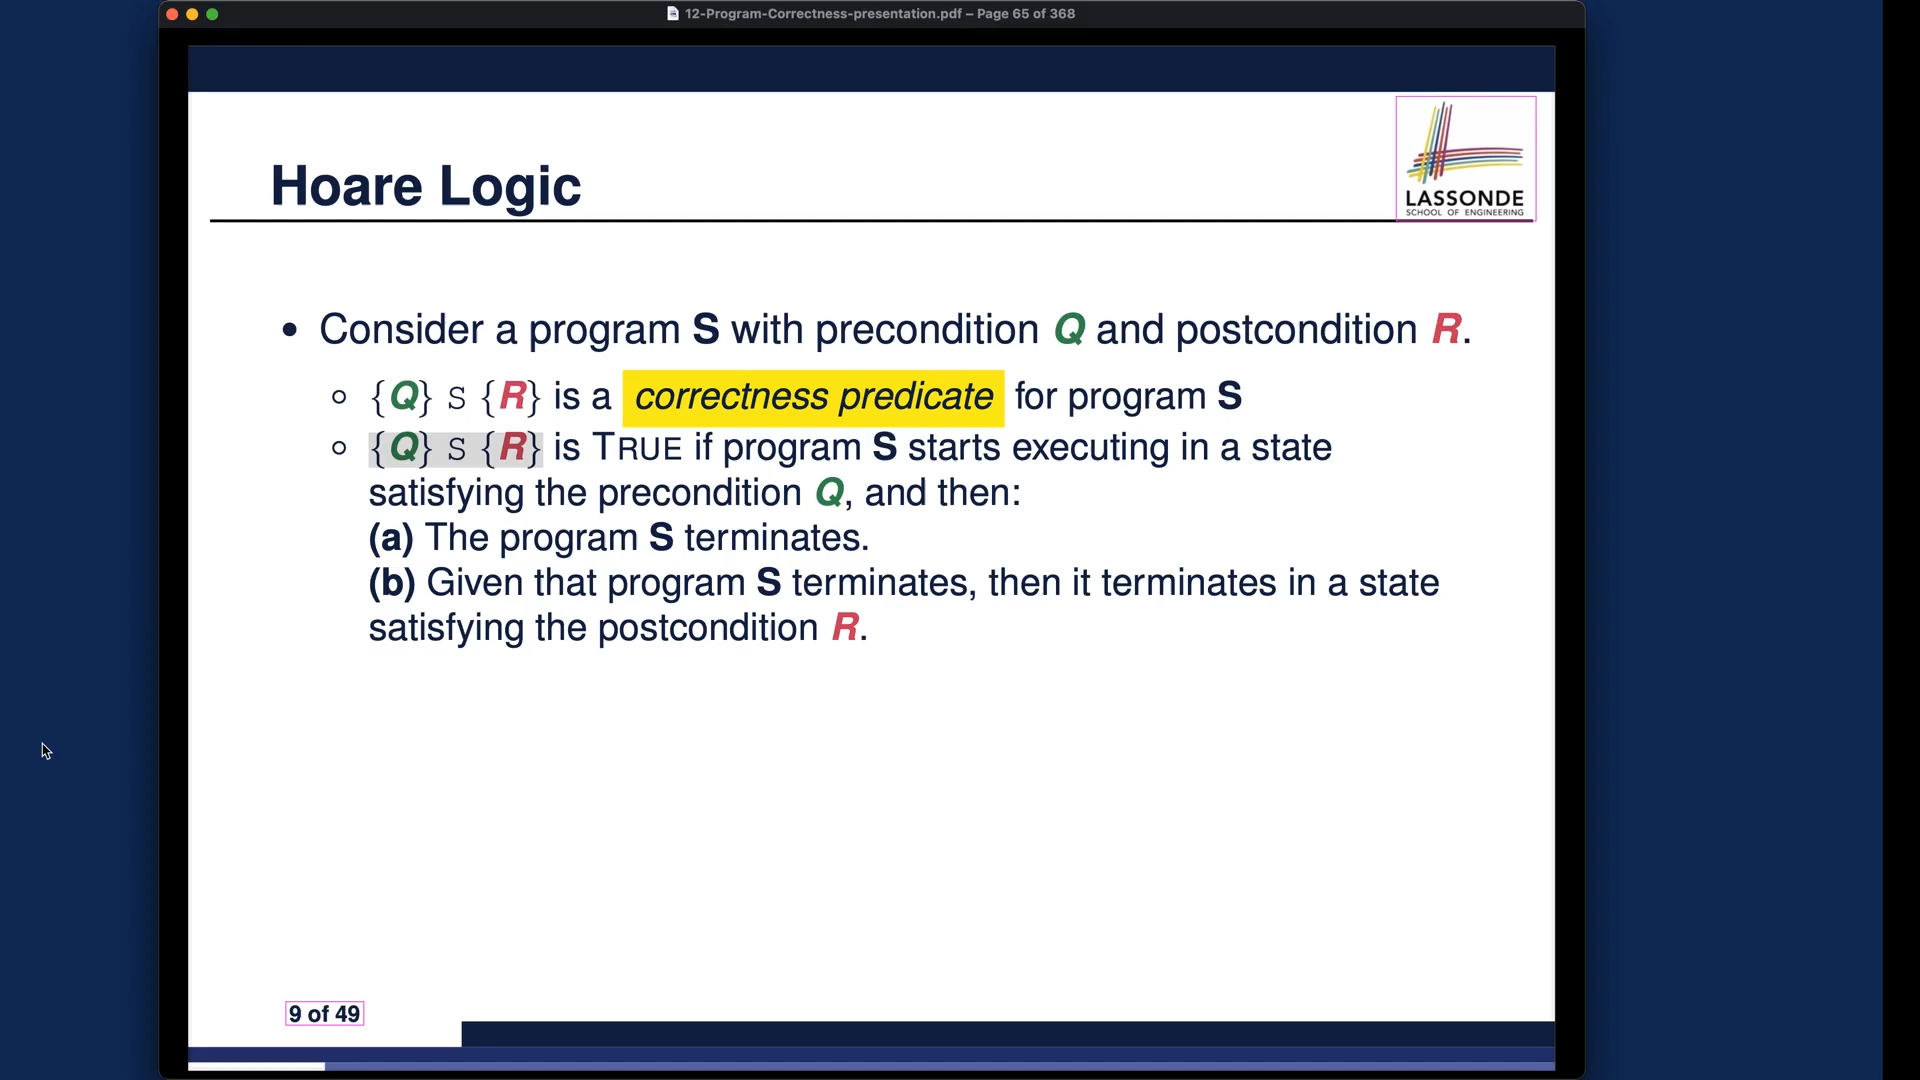 12-Program-Correctness-presentation.pdf – Page 65 of 368
LASSONDE
SCHOOL OF ENGINEERING
Hoare Logic
• Consider a program S with precondition Q and postcondition R.
○ {Q} S {R} is a correctness predicate for program S
○ {Q} S {R} is TRUE if program S starts executing in a state
satisfying the precondition Q, and then:
(a) The program S terminates.
(b) Given that program S terminates, then it terminates in a state
satisfying the postcondition R.
9 of 49